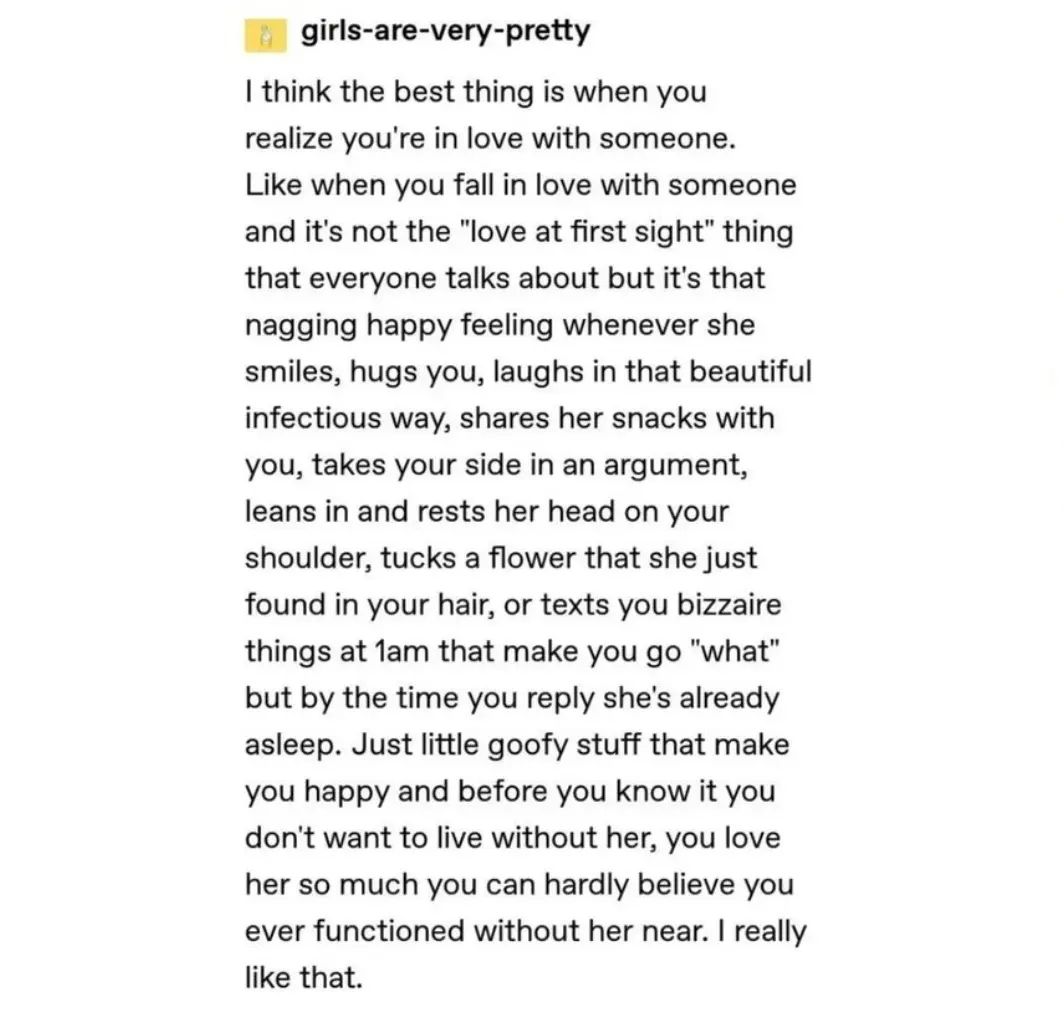 girls-are-very-pretty
I think the best thing is when you
realize you're in love with someone.
Like when you fall in love with someone
and it's not the "love at first sight" thing
that everyone talks about but it's that
nagging happy feeling whenever she
smiles, hugs you, laughs in that beautiful
infectious way, shares her snacks with
you, takes your side in an argument,
leans in and rests her head on your
shoulder, tucks a flower that she just
found in your hair, or texts you bizzaire
things at 1am that make you go "what"
but by the time you reply she's already
asleep. Just little goofy stuff that make
you happy and before you know it you
don't want to live without her, you love
her so much you can hardly believe you
ever functioned without her near. I really
like that.